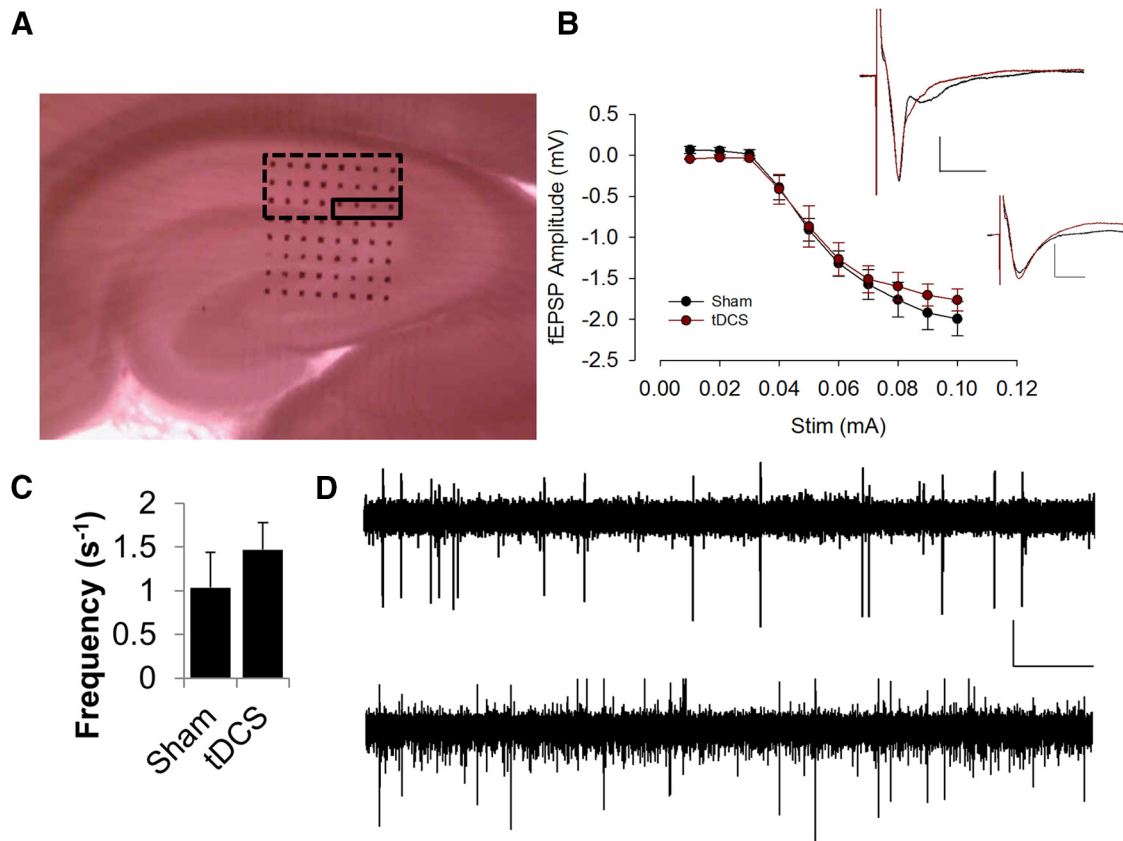 A
B
fEPSP Amplitude (mV)
0.5
0.0
-0.5
-1.0
-1.5
-2.0
-2.5
Sham
tDCS
0.00 0.02 0.04 0.06 0.08 0.10 0.12
Stim (mA)
C
Frequency (s-1)
2
1.5
1
0.5
0
Sham
tDCS
D